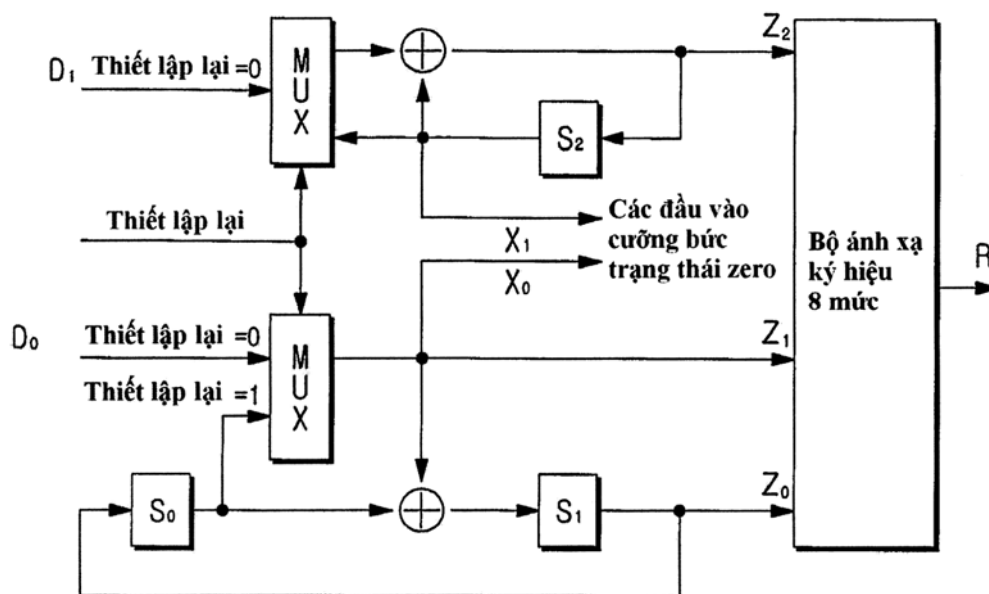 D₁
Thiết lập lại =0
MUX
Z₂
S₂
Thiết lập lại
X₁
X₀
Các đầu vào
cưỡng bức
trạng thái zero
Bộ ánh xạ
ký hiệu
8 mức
R
D₀
Thiết lập lại =0
Thiết lập lại =1
MUX
Z₁
S₀
S₁
Z₀